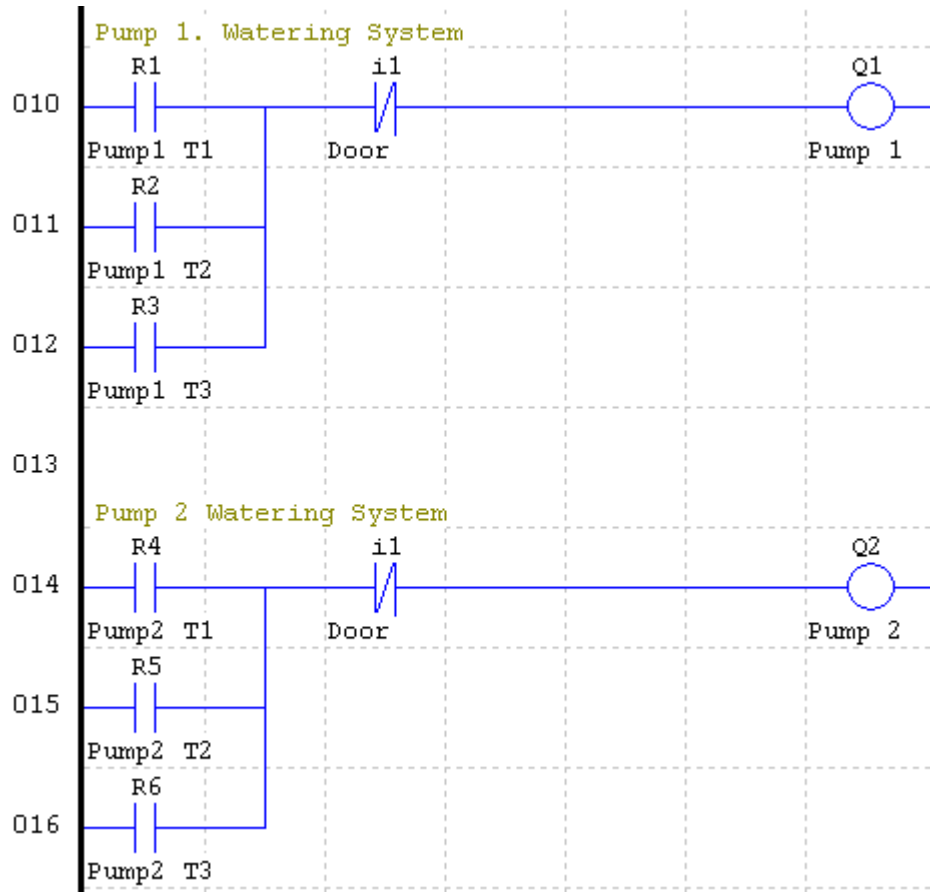 Pump 1. Watering System
R1 i1 Q1
010
Pump1 T1 Door Pump 1
R2
011
Pump1 T2
R3
012
Pump1 T3
013
Pump 2 Watering System
R4 i1 Q2
014
Pump2 T1 Door Pump 2
R5
015
Pump2 T2
R6
016
Pump2 T3